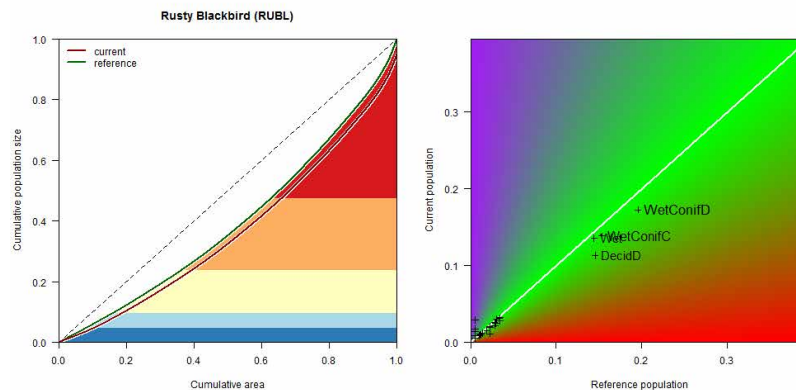 Rusty Blackbird (RUBL)
current
reference
Cumulative population size
1.0
0.8
0.6
0.4
0.2
0.0
0.0 0.2 0.4 0.6 0.8 1.0
Cumulative area
Current population
0.3
0.2
0.1
0.0
WetConifD
WetConifC
Wet
DecidD
0.0 0.1 0.2 0.3
Reference population